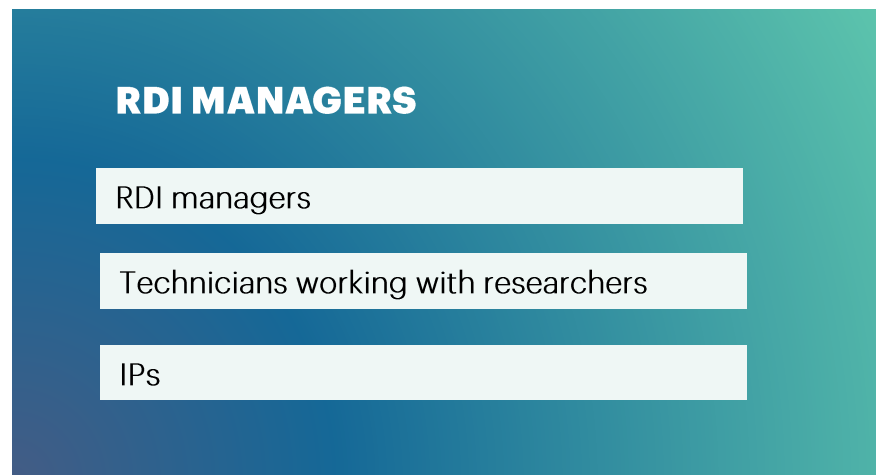 RDI MANAGERS
RDI managers
Technicians working with researchers
IPs